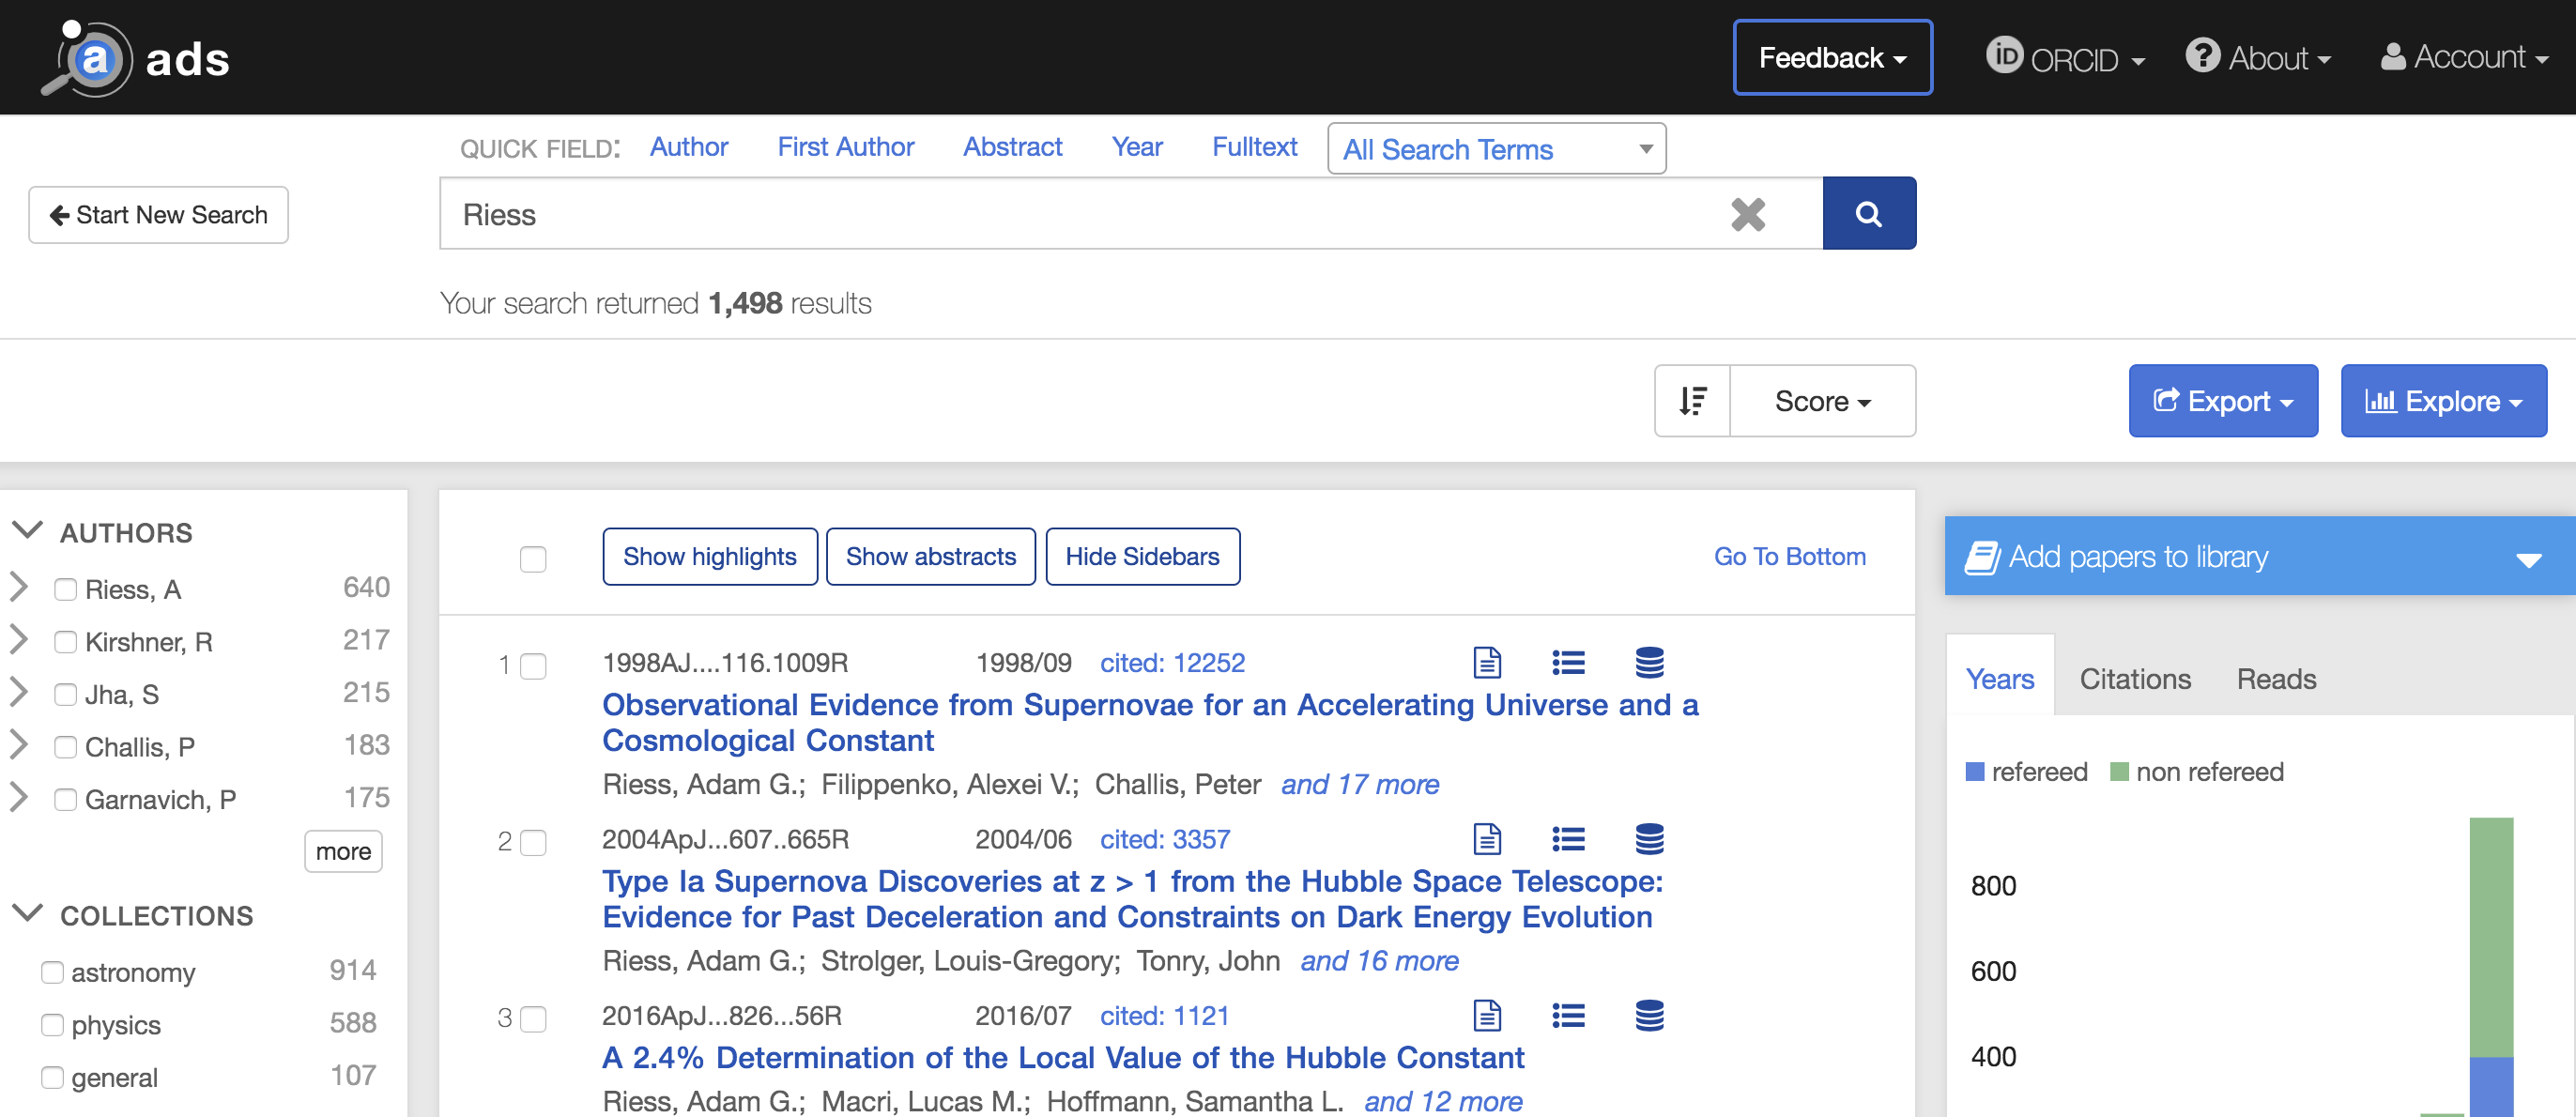 a ads
Feedback
iD ORCID
? About
Account
QUICK FIELD: Author First Author Abstract Year Fulltext All Search Terms
Start New Search
Riess
Your search returned 1,498 results
Score
Export
Explore
AUTHORS
Riess, A 640
Kirshner, R 217
Jha, S 215
Challis, P 183
Garnavich, P 175
more
COLLECTIONS
astronomy 914
physics 588
general 107
Show highlights Show abstracts Hide Sidebars Go To Bottom
1 1998AJ....116.1009R 1998/09 cited: 12252
Observational Evidence from Supernovae for an Accelerating Universe and a
Cosmological Constant
Riess, Adam G.; Filippenko, Alexei V.; Challis, Peter and 17 more
2 2004ApJ...607..665R 2004/06 cited: 3357
Type Ia Supernova Discoveries at z > 1 from the Hubble Space Telescope:
Evidence for Past Deceleration and Constraints on Dark Energy Evolution
Riess, Adam G.; Strolger, Louis-Gregory; Tonry, John and 16 more
3 2016ApJ...826...56R 2016/07 cited: 1121
A 2.4% Determination of the Local Value of the Hubble Constant
Riess, Adam G.; Macri, Lucas M.; Hoffmann, Samantha L. and 12 more
Add papers to library
Years Citations Reads
refereed non refereed
800
600
400